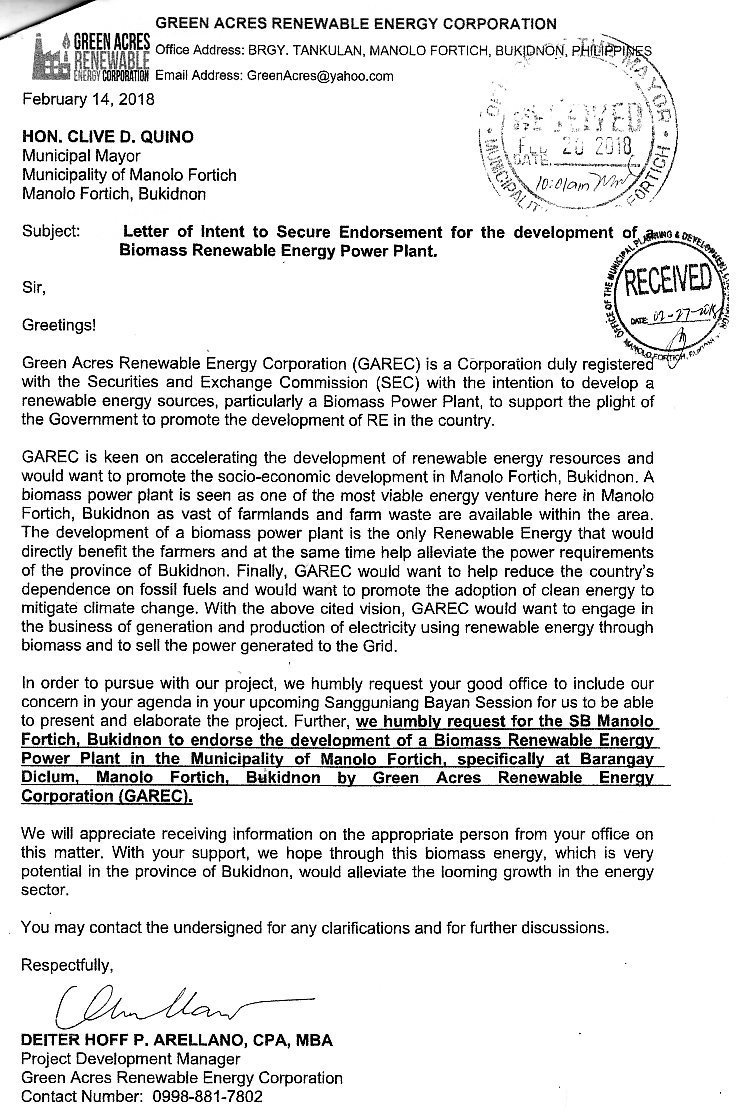 GREEN ACRES RENEWABLE ENERGY CORPORATION
GREEN ACRES
RENEWABLE
ENERGY CORPORATION
Office Address: BRGY. TANKULAN, MANOLO FORTICH, BUKIDNON, PHILIPPINES
Email Address: GreenAcres@yahoo.com
February 14, 2018
MAYOR
MUNICIPALITY
FORTICH
RECEIVED
FEB 20 2018
DATE
10:01am
HON. CLIVE D. QUINO
Municipal Mayor
Municipality of Manolo Fortich
Manolo Fortich, Bukidnon
Subject: Letter of Intent to Secure Endorsement for the development of a
Biomass Renewable Energy Power Plant.
OFFICE OF THE MUNICIPAL PLANNING & DEVELOPMENT
RECEIVED
DATE: 02-27-2018
MANOLO FORTICH,
Sir,
Greetings!
Green Acres Renewable Energy Corporation (GAREC) is a Corporation duly registered
with the Securities and Exchange Commission (SEC) with the intention to develop a
renewable energy sources, particularly a Biomass Power Plant, to support the plight of
the Government to promote the development of RE in the country.
GAREC is keen on accelerating the development of renewable energy resources and
would want to promote the socio-economic development in Manolo Fortich, Bukidnon. A
biomass power plant is seen as one of the most viable energy venture here in Manolo
Fortich, Bukidnon as vast of farmlands and farm waste are available within the area.
The development of a biomass power plant is the only Renewable Energy that would
directly benefit the farmers and at the same time help alleviate the power requirements
of the province of Bukidnon. Finally, GAREC would want to help reduce the country's
dependence on fossil fuels and would want to promote the adoption of clean energy to
mitigate climate change. With the above cited vision, GAREC would want to engage in
the business of generation and production of electricity using renewable energy through
biomass and to sell the power generated to the Grid.
In order to pursue with our project, we humbly request your good office to include our
concern in your agenda in your upcoming Sangguniang Bayan Session for us to be able
to present and elaborate the project. Further, we humbly request for the SB Manolo
Fortich, Bukidnon to endorse the development of a Biomass Renewable Energy
Power Plant in the Municipality of Manolo Fortich, specifically at Barangay
Diclum, Manolo Fortich, Bukidnon by Green Acres Renewable Energy
Corporation (GAREC).
We will appreciate receiving information on the appropriate person from your office on
this matter. With your support, we hope through this biomass energy, which is very
potential in the province of Bukidnon, would alleviate the looming growth in the energy
sector.
You may contact the undersigned for any clarifications and for further discussions.
Respectfully,
DEITER HOFF P. ARELLANO, CPA, MBA
Project Development Manager
Green Acres Renewable Energy Corporation
Contact Number: 0998-881-7802